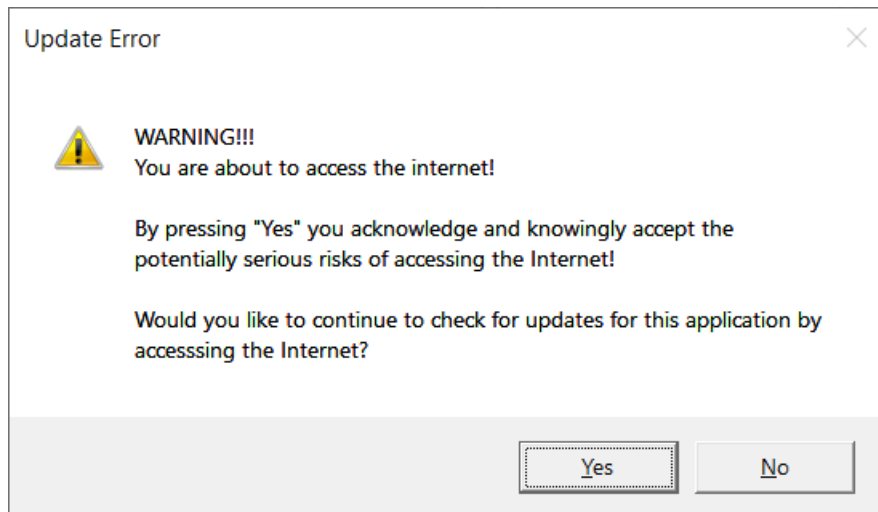 Update Error
WARNING!!!
You are about to access the internet!
By pressing "Yes" you acknowledge and knowingly accept the
potentially serious risks of accessing the Internet!
Would you like to continue to check for updates for this application by
accesssing the Internet?
Yes
No